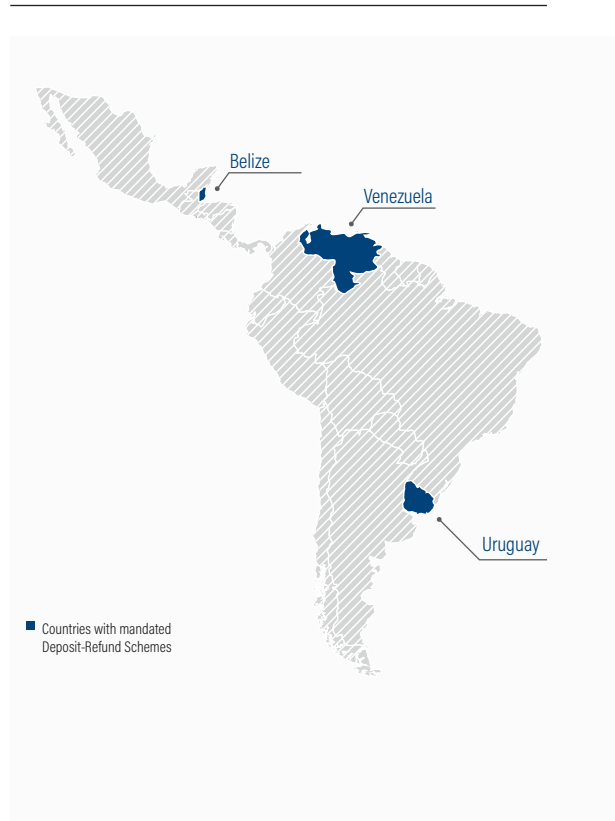 Belize
Venezuela
Uruguay
Countries with mandated
Deposit-Refund Schemes